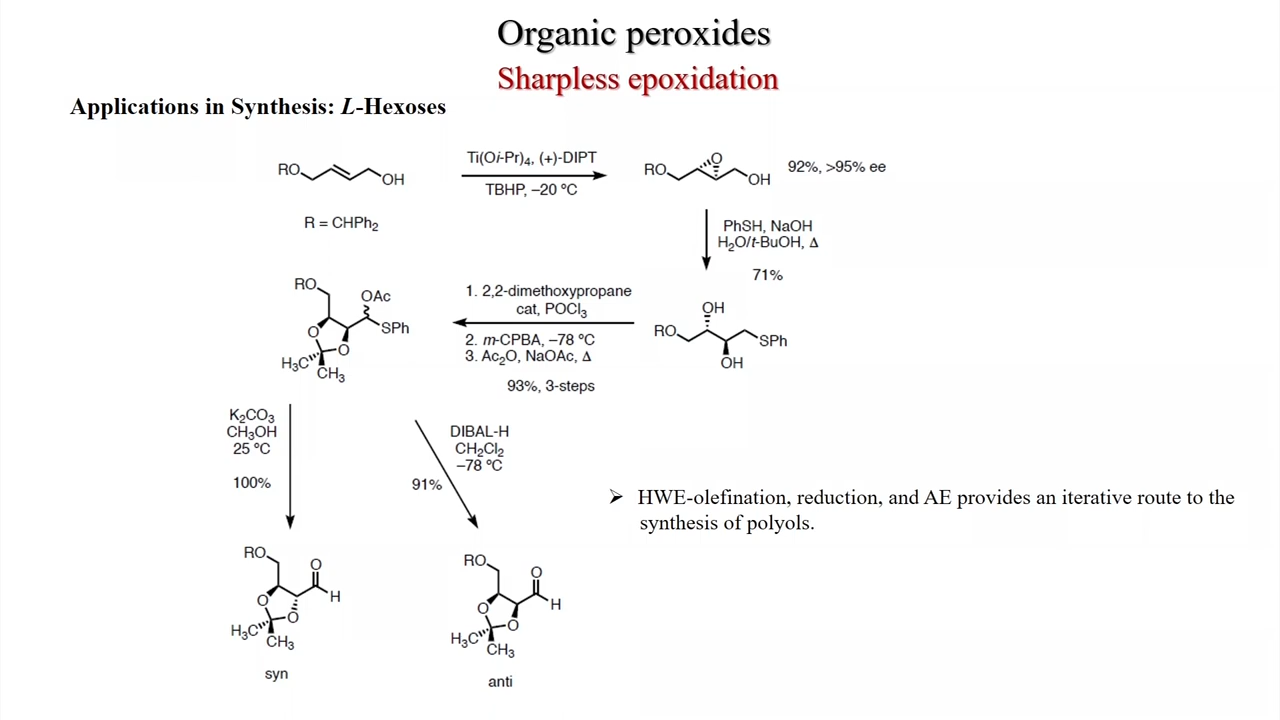 Organic peroxides
Sharpless epoxidation
Applications in Synthesis: L-Hexoses
RO
OH
R = CHPh₂
Ti(Oi-Pr)₄, (+)-DIPT
TBHP, –20 ºC
RO
O
OH
92%, >95% ee
PhSH, NaOH
H₂O/t-BuOH, Δ
71%
RO
OAc
SPh
O
O
H₃C
CH₃
1. 2,2-dimethoxypropane
cat, POCl₃
2. m-CPBA, –78 ºC
3. Ac₂O, NaOAc, Δ
93%, 3-steps
OH
RO
SPh
OH
K₂CO₃
CH₃OH
25 ºC
100%
DIBAL-H
CH₂Cl₂
–78 ºC
91%
➢ HWE-olefination, reduction, and AE provides an iterative route to the
synthesis of polyols.
RO
O
H
O
O
H₃C
CH₃
syn
RO
O
H
O
O
H₃C
CH₃
anti